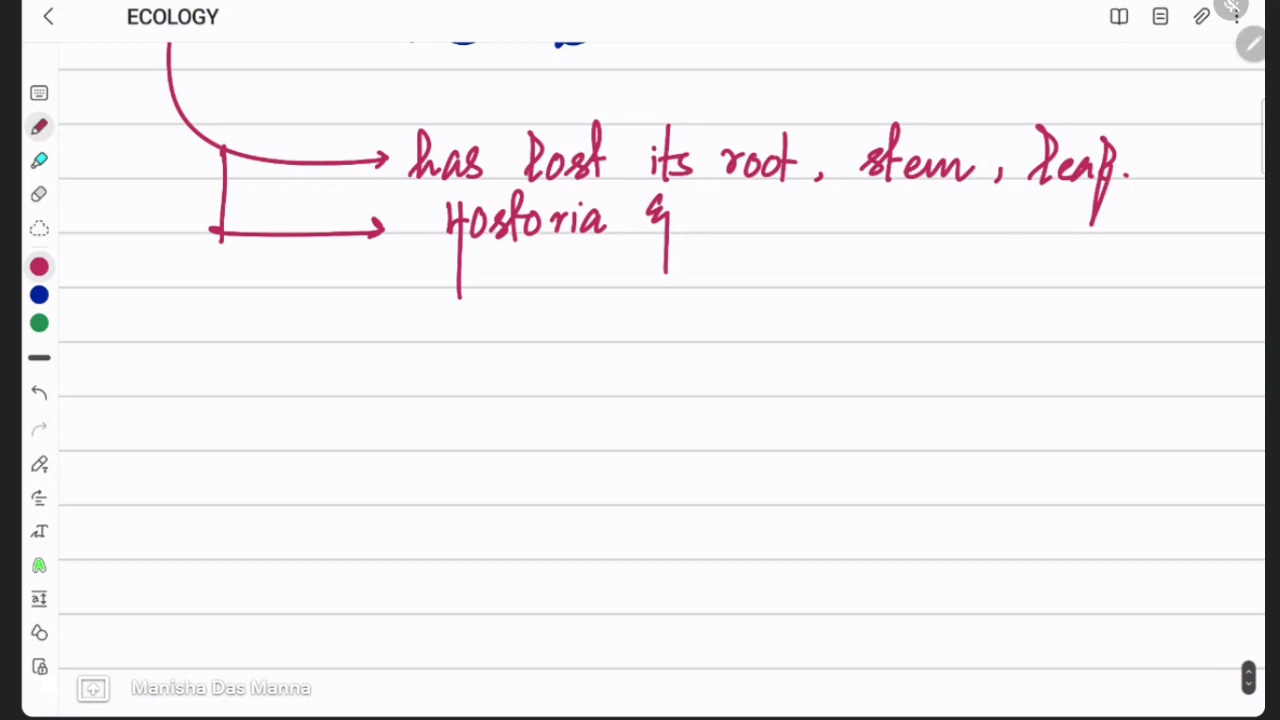 ECOLOGY
has lost its root, stem, leaf.
Hostoria &
Manisha Das Manna